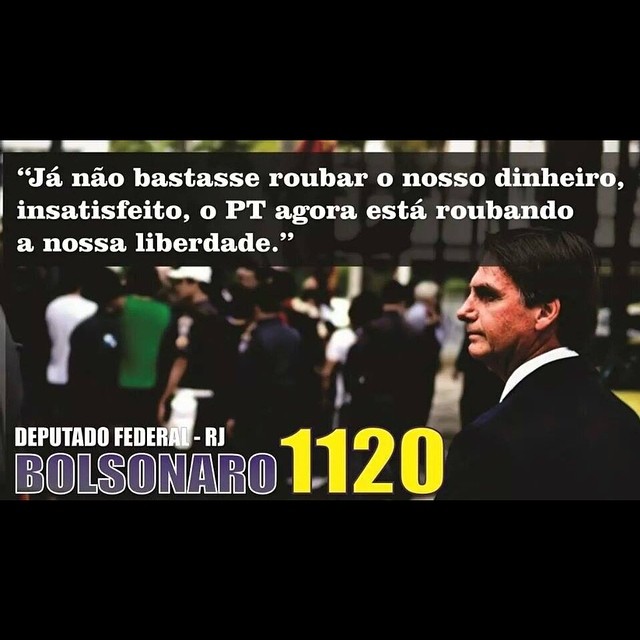 “Já não bastasse roubar o nosso dinheiro,
insatisfeito, o PT agora está roubando
a nossa liberdade.”
DEPUTADO FEDERAL - RJ
BOLSONARO 1120